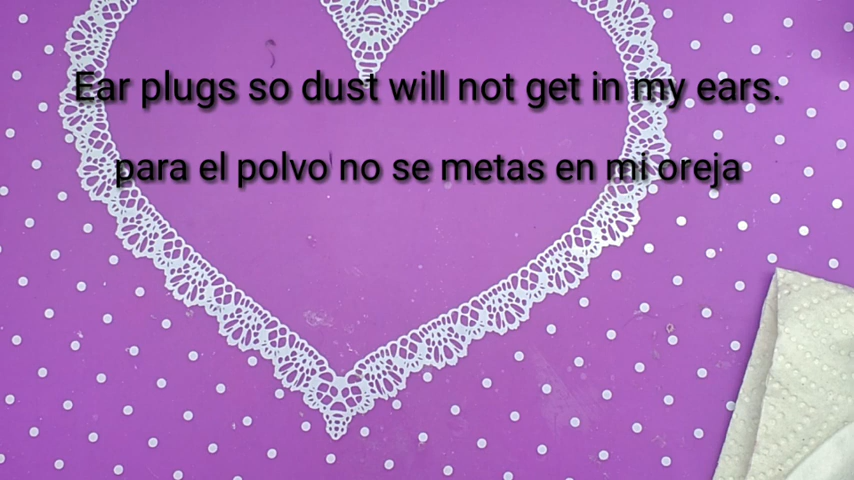 Ear plugs so dust will not get in my ears.
para el polvo no se metas en mi oreja